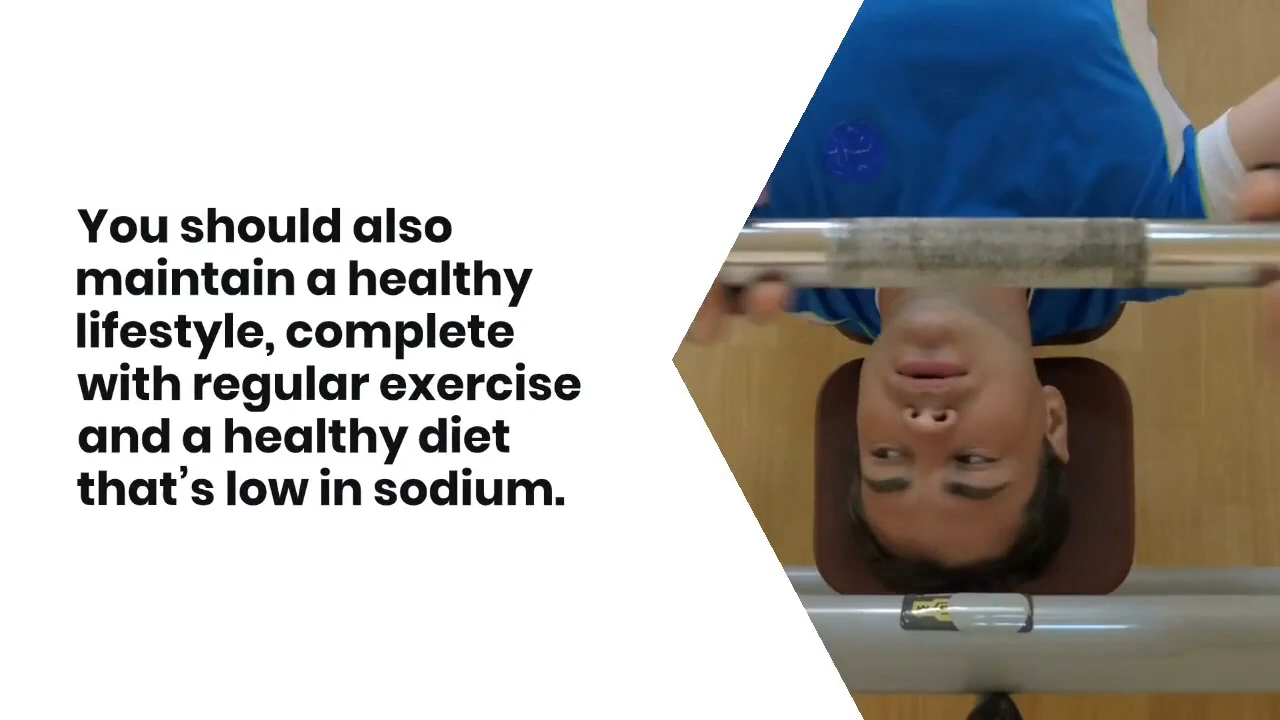 You should also
maintain a healthy
lifestyle, complete
with regular exercise
and a healthy diet
that’s low in sodium.